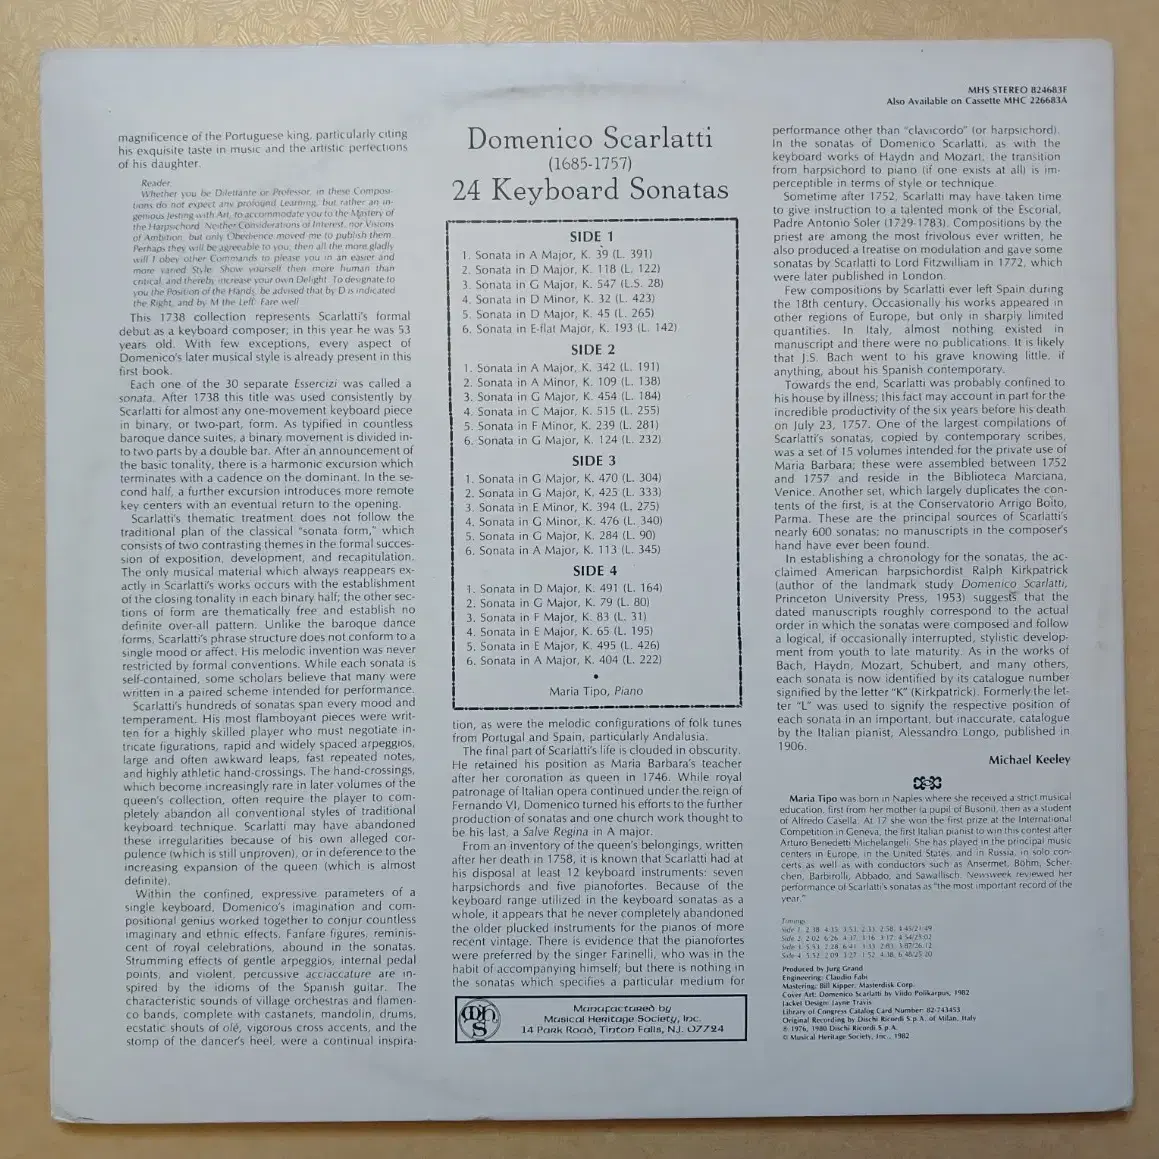 MHS STEREO 824683F
Also Available on Cassette MHC 226683A
magnificence of the Portuguese king, particularly citing
his exquisite taste in music and the artistic perfections
of his daughter.
Reader,
Whether you be Dilettante or Professor, in these Composi-
tions do not expect any profound Learning, but rather an in-
genious Jesting with Art, to accommodate you to the Mastery of
the Harpsichord. Neither Considerations of Interest, nor Visions
of Ambition, but only Obedience moved me to publish them.
Perhaps they will be agreeable to you; then all the more gladly
will I obey other Commands to please you in an easier and
more varied Style. Show yourself then more human than
critical, and thereby increase your own Delight. To designate to
you the Position of the Hands, be advised that by D is indicated
the Right, and by M the Left. Fare well.
This 1738 collection represents Scarlatti's formal
debut as a keyboard composer; in this year he was 53
years old. With few exceptions, every aspect of
Domenico's later musical style is already present in this
first book.
Each one of the 30 separate Essercizi was called a
sonata. After 1738 this title was used consistently by
Scarlatti for almost any one-movement keyboard piece
in binary, or two-part, form. As typified in countless
baroque dance suites, a binary movement is divided in-
to two parts by a double bar. After an announcement of
the basic tonality, there is a harmonic excursion which
terminates with a cadence on the dominant. In the se-
cond half, a further excursion introduces more remote
key centers with an eventual return to the opening.
Scarlatti's thematic treatment does not follow the
traditional plan of the classical "sonata form," which
consists of two contrasting themes in the formal succes-
sion of exposition, development, and recapitulation.
The only musical material which always reappears ex-
actly in Scarlatti's works occurs with the establishment
of the closing tonality in each binary half; the other sec-
tions of form are thematically free and establish no
definite over-all pattern. Unlike the baroque dance
forms, Scarlatti's phrase structure does not conform to a
single mood or affect. His melodic invention was never
restricted by formal conventions. While each sonata is
self-contained, some scholars believe that many were
written in a paired scheme intended for performance.
Scarlatti's hundreds of sonatas span every mood and
temperament. His most flamboyant pieces were writ-
ten for a highly skilled player who must negotiate in-
tricate figurations, rapid and widely spaced arpeggios,
large and often awkward leaps, fast repeated notes,
and highly athletic hand-crossings. The hand-crossings,
which become increasingly rare in later volumes of the
queen's collection, often require the player to com-
pletely abandon all conventional styles of traditional
keyboard technique. Scarlatti may have abandoned
these irregularities because of his own alleged cor-
pulence (which is still unproven), or in deference to the
increasing expansion of the queen (which is almost
definite).
Within the confined, expressive parameters of a
single keyboard, Domenico's imagination and com-
positional genius worked together to conjur countless
imaginary and ethnic effects. Fanfare figures, reminis-
cent of royal celebrations, abound in the sonatas.
Strumming effects of gentle arpeggios, internal pedal
points, and violent, percussive acciaccature are in-
spired by the idioms of the Spanish guitar. The
characteristic sounds of village orchestras and flamen-
co bands, complete with castanets, mandolin, drums,
ecstatic shouts of olé, vigorous cross accents, and the
stomp of the dancer's heel, were a continual inspira-
Domenico Scarlatti
(1685-1757)
24 Keyboard Sonatas
SIDE 1
1. Sonata in A Major, K. 39 (L. 391)
2. Sonata in D Major, K. 118 (L. 122)
3. Sonata in G Major, K. 547 (L.S. 28)
4. Sonata in D Minor, K. 32 (L. 423)
5. Sonata in D Major, K. 45 (L. 265)
6. Sonata in E-flat Major, K. 193 (L. 142)
SIDE 2
1. Sonata in A Major, K. 342 (L. 191)
2. Sonata in A Minor, K. 109 (L. 138)
3. Sonata in G Major, K. 454 (L. 184)
4. Sonata in C Major, K. 515 (L. 255)
5. Sonata in F Minor, K. 239 (L. 281)
6. Sonata in G Major, K. 124 (L. 232)
SIDE 3
1. Sonata in G Major, K. 470 (L. 304)
2. Sonata in G Major, K. 425 (L. 333)
3. Sonata in E Minor, K. 394 (L. 275)
4. Sonata in G Minor, K. 476 (L. 340)
5. Sonata in G Major, K. 284 (L. 90)
6. Sonata in A Major, K. 113 (L. 345)
SIDE 4
1. Sonata in D Major, K. 491 (L. 164)
2. Sonata in G Major, K. 79 (L. 80)
3. Sonata in F Major, K. 83 (L. 31)
4. Sonata in E Major, K. 65 (L. 195)
5. Sonata in E Major, K. 495 (L. 426)
6. Sonata in A Major, K. 404 (L. 222)
•
Maria Tipo, Piano
tion, as were the melodic configurations of folk tunes
from Portugal and Spain, particularly Andalusia.
The final part of Scarlatti's life is clouded in obscurity.
He retained his position as Maria Barbara's teacher
after her coronation as queen in 1746. While royal
patronage of Italian opera continued under the reign of
Fernando VI, Domenico turned his efforts to the further
production of sonatas and one church work thought to
be his last, a Salve Regina in A major.
From an inventory of the queen's belongings, written
after her death in 1758, it is known that Scarlatti had at
his disposal at least 12 keyboard instruments: seven
harpsichords and five pianofortes. Because of the
keyboard range utilized in the keyboard sonatas as a
whole, it appears that he never completely abandoned
the older plucked instruments for the pianos of more
recent vintage. There is evidence that the pianofortes
were preferred by the singer Farinelli, who was in the
habit of accompanying himself; but there is nothing in
the sonatas which specifies a particular medium for
MHS
Manufactured by
Musical Heritage Society, Inc.
14 Park Road, Tinton Falls, N.J. 07724
performance other than "clavicordo" (or harpsichord).
In the sonatas of Domenico Scarlatti, as with the
keyboard works of Haydn and Mozart, the transition
from harpsichord to piano (if one exists at all) is im-
perceptible in terms of style or technique.
Sometime after 1752, Scarlatti may have taken time
to give instruction to a talented monk of the Escorial,
Padre Antonio Soler (1729-1783). Compositions by the
priest are among the most frivolous ever written; he
also produced a treatise on modulation and gave some
sonatas by Scarlatti to Lord Fitzwilliam in 1772, which
were later published in London.
Few compositions by Scarlatti ever left Spain during
the 18th century. Occasionally his works appeared in
other regions of Europe, but only in sharply limited
quantities. In Italy, almost nothing existed in
manuscript and there were no publications. It is likely
that J.S. Bach went to his grave knowing little, if
anything, about his Spanish contemporary.
Towards the end, Scarlatti was probably confined to
his house by illness; this fact may account in part for the
incredible productivity of the six years before his death
on July 23, 1757. One of the largest compilations of
Scarlatti's sonatas, copied by contemporary scribes,
was a set of 15 volumes intended for the private use of
Maria Barbara; these were assembled between 1752
and 1757 and reside in the Biblioteca Marciana,
Venice. Another set, which largely duplicates the con-
tents of the first, is at the Conservatorio Arrigo Boito,
Parma. These are the principal sources of Scarlatti's
nearly 600 sonatas; no manuscripts in the composer's
hand have ever been found.
In establishing a chronology for the sonatas, the ac-
claimed American harpsichordist Ralph Kirkpatrick
(author of the landmark study Domenico Scarlatti,
Princeton University Press, 1953) suggests that the
dated manuscripts roughly correspond to the actual
order in which the sonatas were composed and follow
a logical, if occasionally interrupted, stylistic develop-
ment from youth to late maturity. As in the works of
Bach, Haydn, Mozart, Schubert, and many others,
each sonata is now identified by its catalogue number
signified by the letter "K" (Kirkpatrick). Formerly the let-
ter "L" was used to signify the respective position of
each sonata in an important, but inaccurate, catalogue
by the Italian pianist, Alessandro Longo, published in
1906.
Michael Keeley
Maria Tipo was born in Naples where she received a strict musical
education, first from her mother (a pupil of Busoni), then as a student
of Alfredo Casella. At 17 she won the first prize at the International
Competition in Geneva, the first Italian pianist to win this contest after
Arturo Benedetti Michelangeli. She has played in the principal music
centers in Europe, in the United States, and in Russia, in solo con-
certs as well as with conductors such as Ansermet, Böhm, Scher-
chen, Barbirolli, Abbado, and Sawallisch. Newsweek reviewed her
performance of Scarlatti's sonatas as "the most important record of the
year."
Timings
Side 1:
Side 2:
Side
Side 4:
Produced by Jurg Grand
Engineering: Claudio Fabi
Mastering: Bill Kipper, Masterdisk Corp.
Cover Art: Domenico Scarlatti by Viido Polikarpus, 1982
Jacket Design: Jayne Travis
Library of Congress Catalog Card Number: 82-743453
Original Recording by Dischi Ricordi S.p.A. of Milan, Italy
℗ 1976, 1980 Dischi Ricordi S.p.A.
© Musical Heritage Society, Inc., 1982